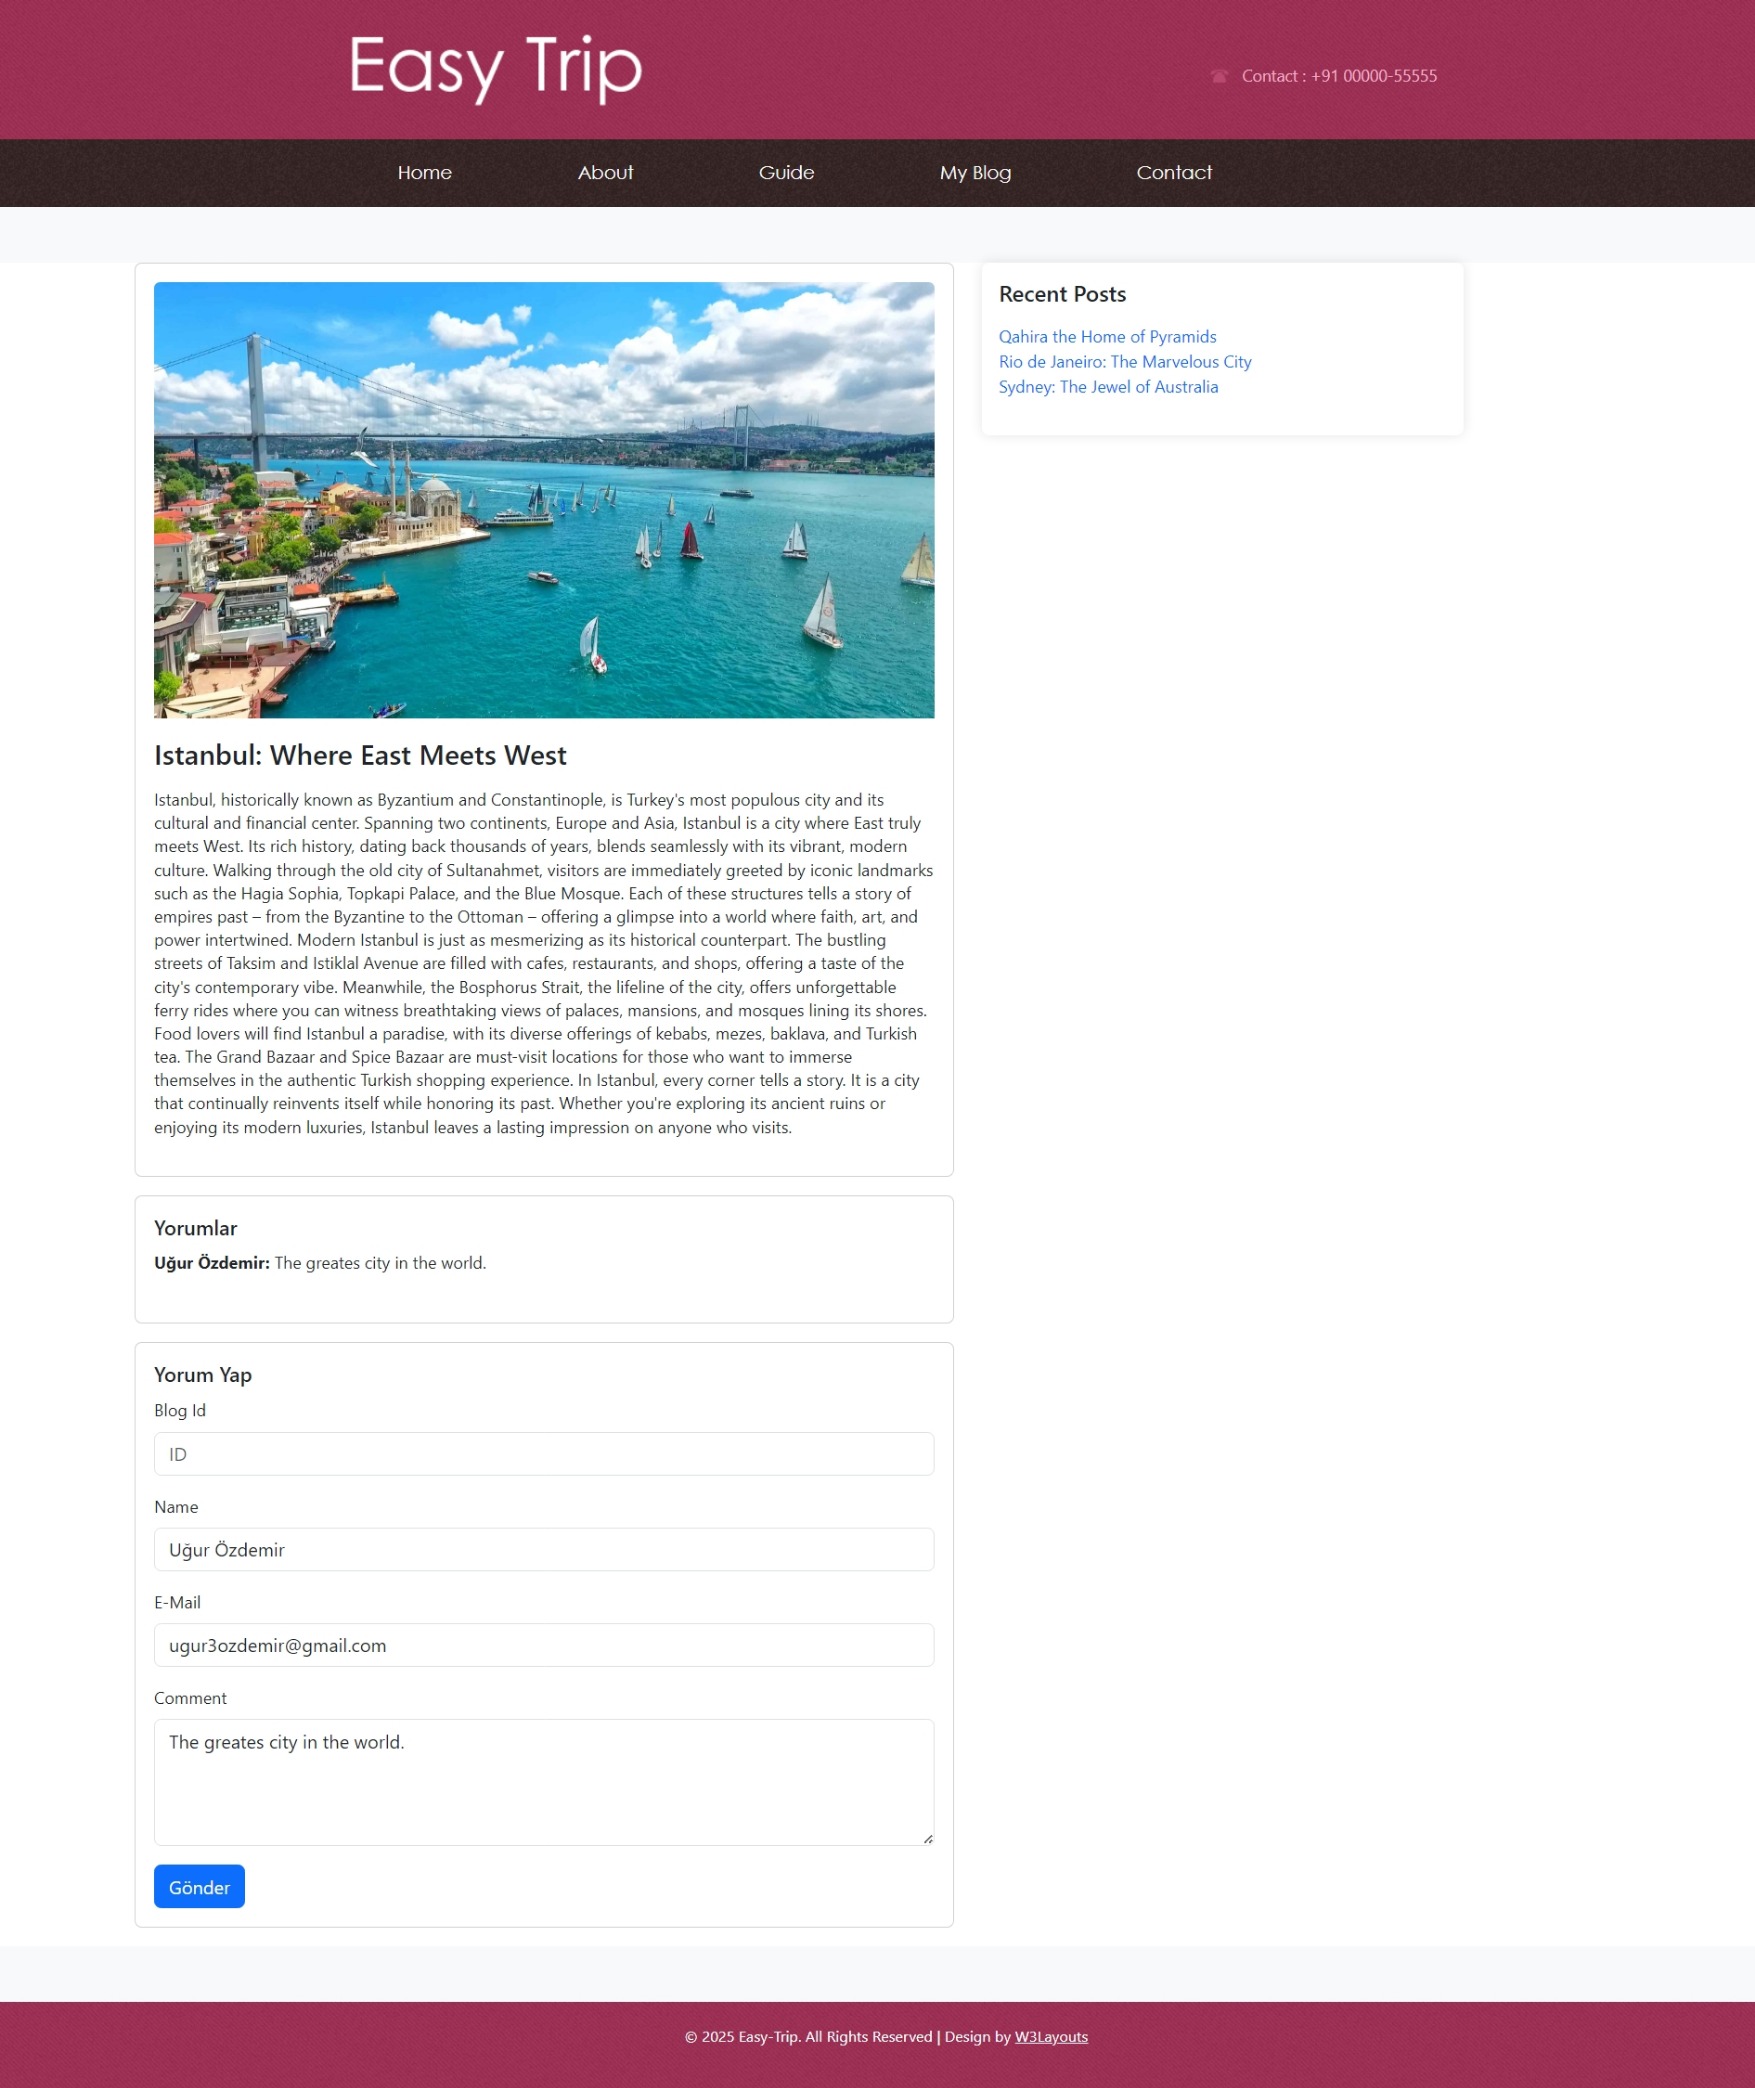 Easy Trip
Contact : +91 00000-55555
Home About Guide My Blog Contact
Istanbul: Where East Meets West
Istanbul, historically known as Byzantium and Constantinople, is Turkey's most populous city and its
cultural and financial center. Spanning two continents, Europe and Asia, Istanbul is a city where East truly
meets West. Its rich history, dating back thousands of years, blends seamlessly with its vibrant, modern
culture. Walking through the old city of Sultanahmet, visitors are immediately greeted by iconic landmarks
such as the Hagia Sophia, Topkapi Palace, and the Blue Mosque. Each of these structures tells a story of
empires past – from the Byzantine to the Ottoman – offering a glimpse into a world where faith, art, and
power intertwined. Modern Istanbul is just as mesmerizing as its historical counterpart. The bustling
streets of Taksim and Istiklal Avenue are filled with cafes, restaurants, and shops, offering a taste of the
city's contemporary vibe. Meanwhile, the Bosphorus Strait, the lifeline of the city, offers unforgettable
ferry rides where you can witness breathtaking views of palaces, mansions, and mosques lining its shores.
Food lovers will find Istanbul a paradise, with its diverse offerings of kebabs, mezes, baklava, and Turkish
tea. The Grand Bazaar and Spice Bazaar are must-visit locations for those who want to immerse
themselves in the authentic Turkish shopping experience. In Istanbul, every corner tells a story. It is a city
that continually reinvents itself while honoring its past. Whether you're exploring its ancient ruins or
enjoying its modern luxuries, Istanbul leaves a lasting impression on anyone who visits.
Yorumlar
Uğur Özdemir: The greates city in the world.
Yorum Yap
Blog Id
ID
Name
Uğur Özdemir
E-Mail
ugur3ozdemir@gmail.com
Comment
The greates city in the world.
Gönder
Recent Posts
Qahira the Home of Pyramids
Rio de Janeiro: The Marvelous City
Sydney: The Jewel of Australia
© 2025 Easy-Trip. All Rights Reserved | Design by W3Layouts